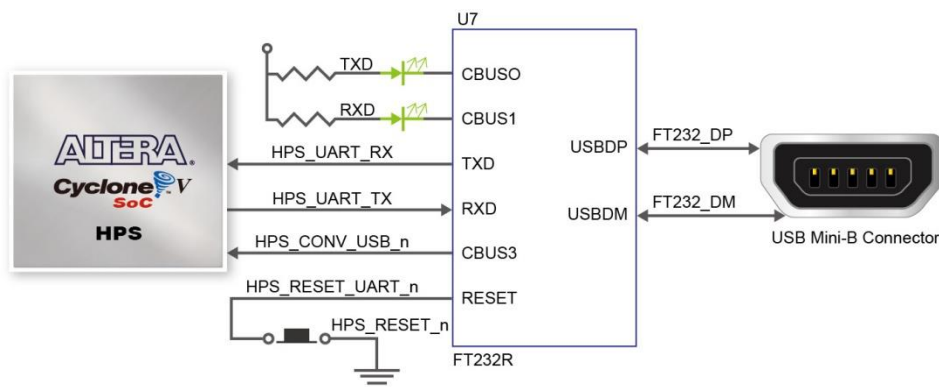 U7
TXD
CBUSO
RXD
CBUS1
HPS_UART_RX
TXD
HPS_UART_TX
RXD
HPS_CONV_USB_n
CBUS3
HPS_RESET_UART_n
RESET
HPS_RESET_n
FT232R
USBDP
FT232_DP
USBDM
FT232_DM
USB Mini-B Connector
ALTERA.
Cyclone V
SoC
HPS